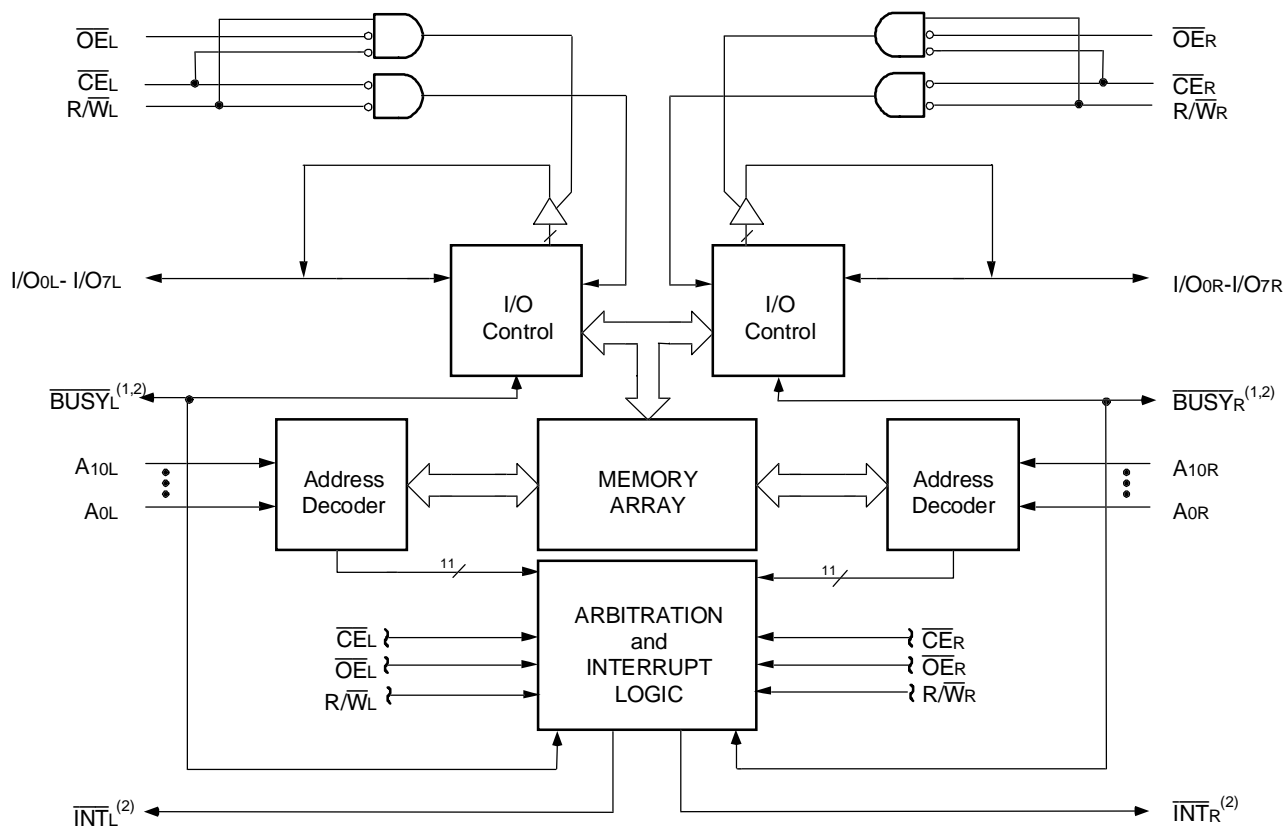 OEL
CEL
R/WL
OER
CER
R/WR
I/O0L- I/O7L
I/O
Control
I/O
Control
I/O0R-I/O7R
BUSYL(1,2)
BUSYR(1,2)
A10L
A0L
Address
Decoder
MEMORY
ARRAY
Address
Decoder
A10R
A0R
11
11
ARBITRATION
and
INTERRUPT
LOGIC
CEL
OEL
R/WL
CER
OER
R/WR
INTL(2)
INTR(2)